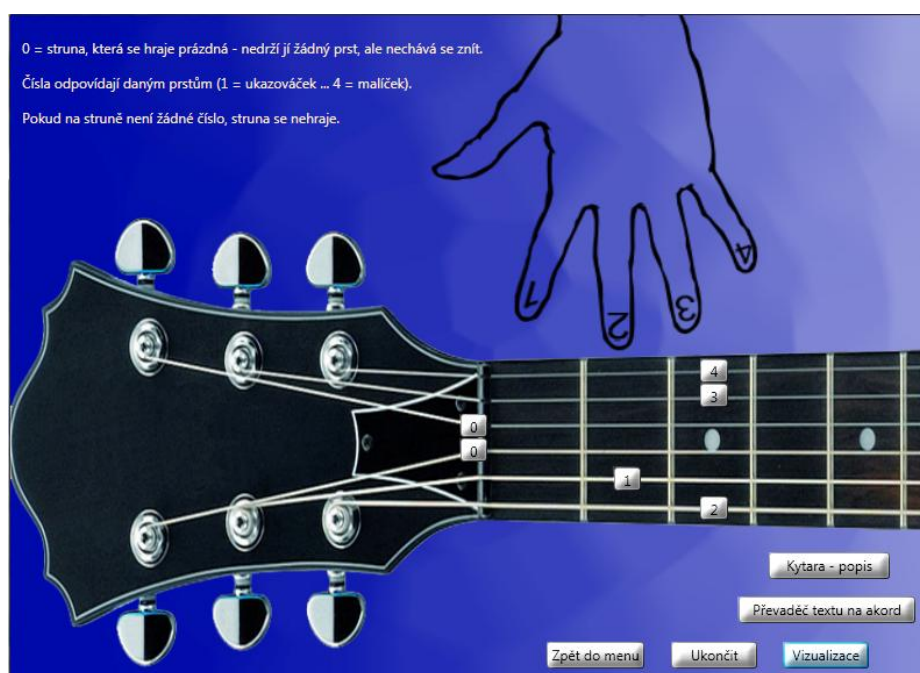 0 = struna, která se hraje prázdná - nedrží jí žádný prst, ale nechává se znít.
Čísla odpovídají daným prstům (1 = ukazováček ... 4 = malíček).
Pokud na struně není žádné číslo, struna se nehraje.
4
3
1
2
4
3
0
0
1
2
Kytara - popis
Převaděč textu na akord
Zpět do menu
Ukončit
Vizualizace